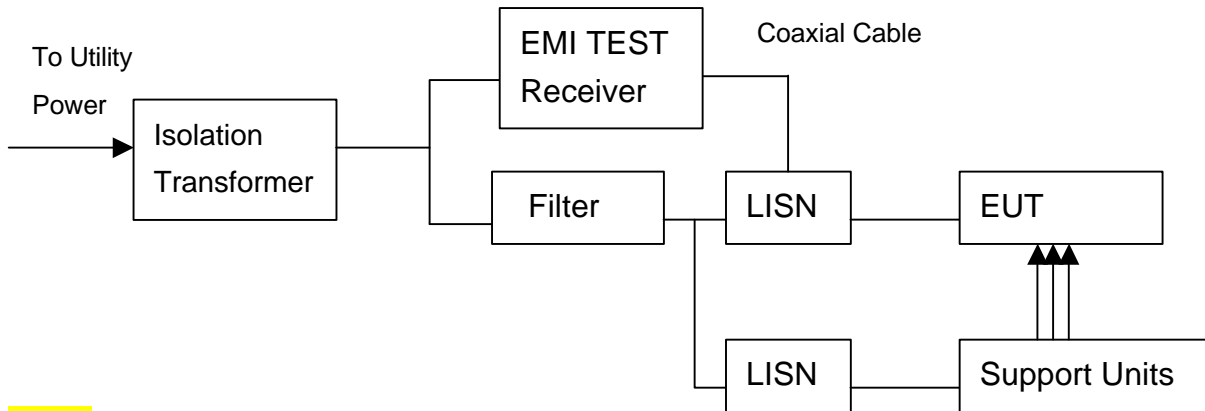 To Utility
Power
Isolation
Transformer
EMI TEST
Receiver
Coaxial Cable
Filter
LISN
EUT
LISN
Support Units